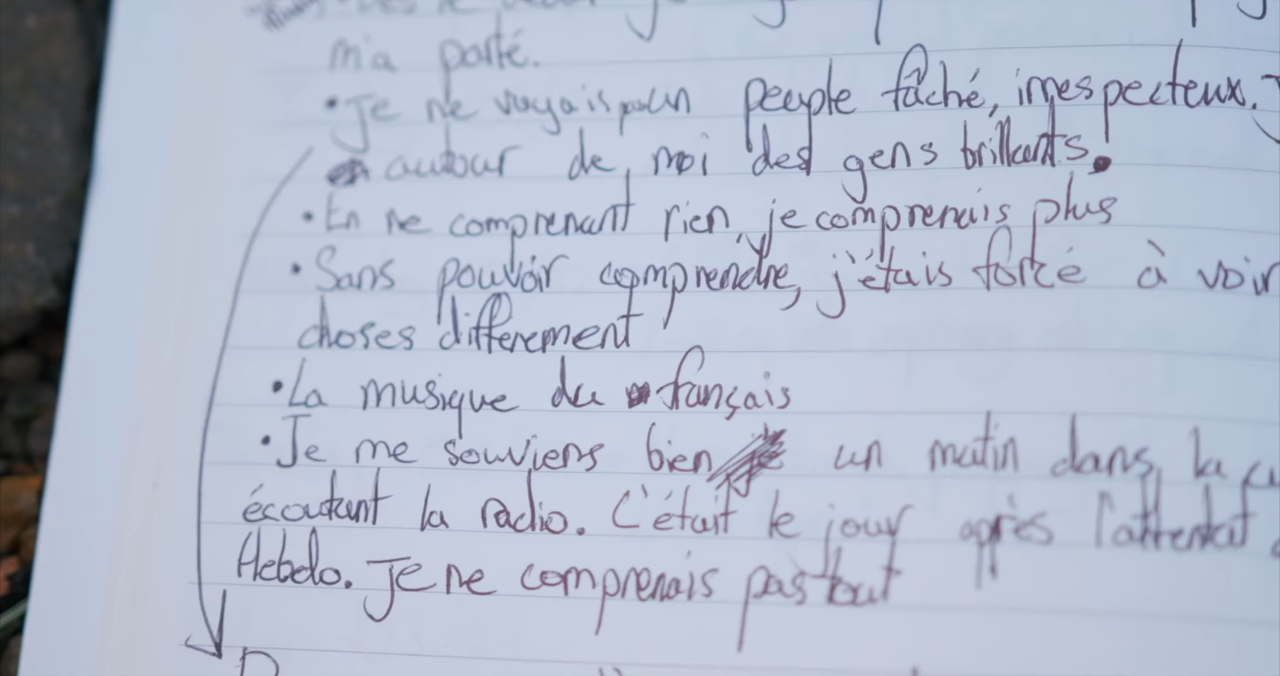 m'a parlé.
• Je ne voyais pas un peuple fâché, irrespectueux.
autour de moi des gens brillants.
• En ne comprenant rien, je comprenais plus
• Sans pouvoir comprendre, j'étais forcé à voir
choses differement
• La musique du français
• Je me souviens bien un matin dans la
écoutant la radio. C'était le jour après l'attentat
Hebdo. Je ne comprenais pas tout